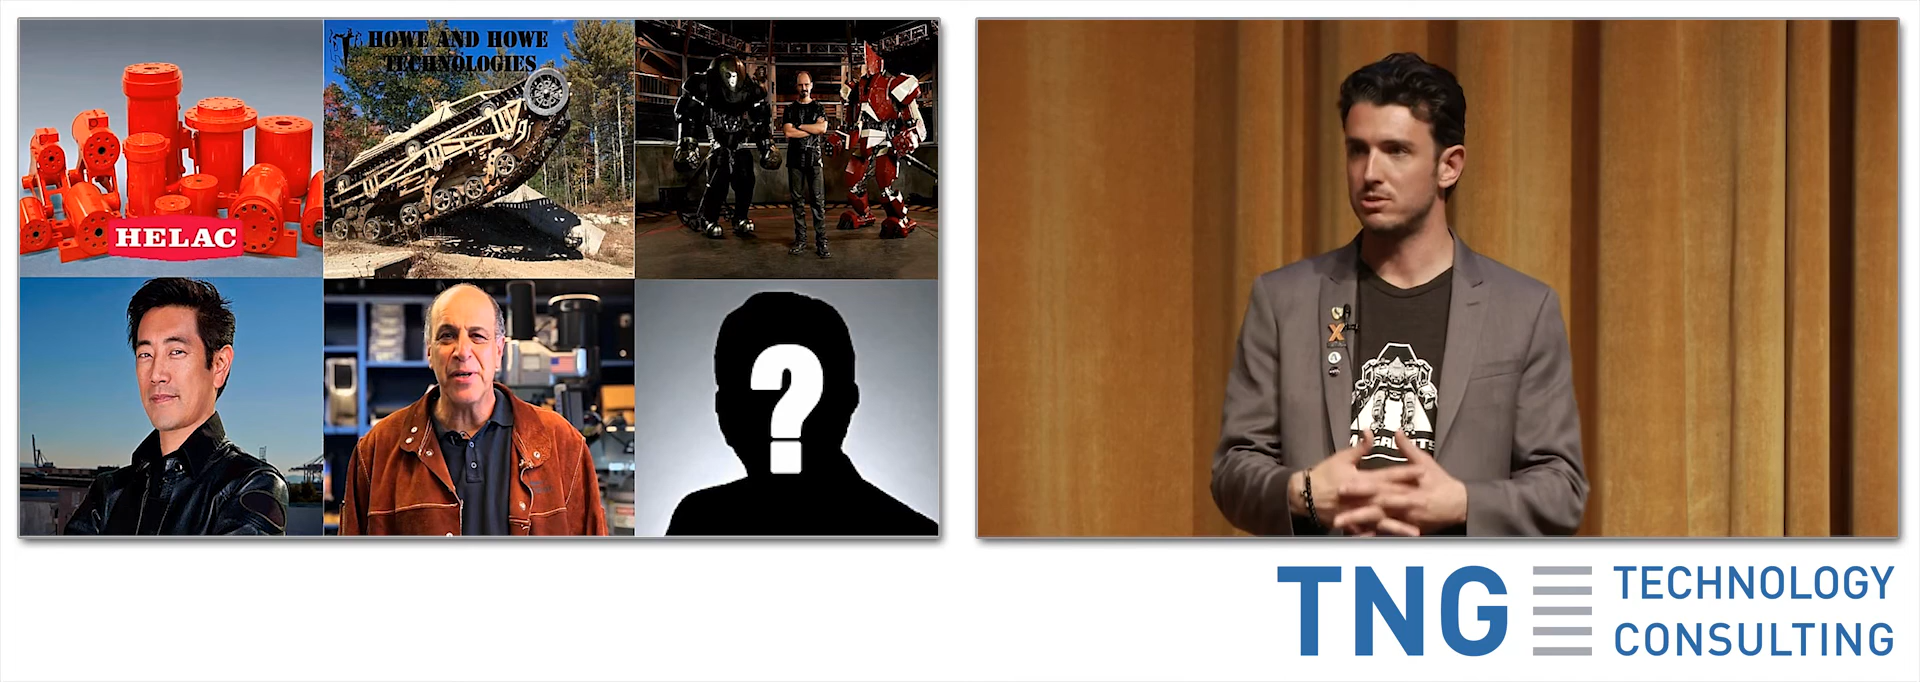 HOWE AND HOWE
TECHNOLOGIES
HELAC
?
TNG TECHNOLOGY
CONSULTING